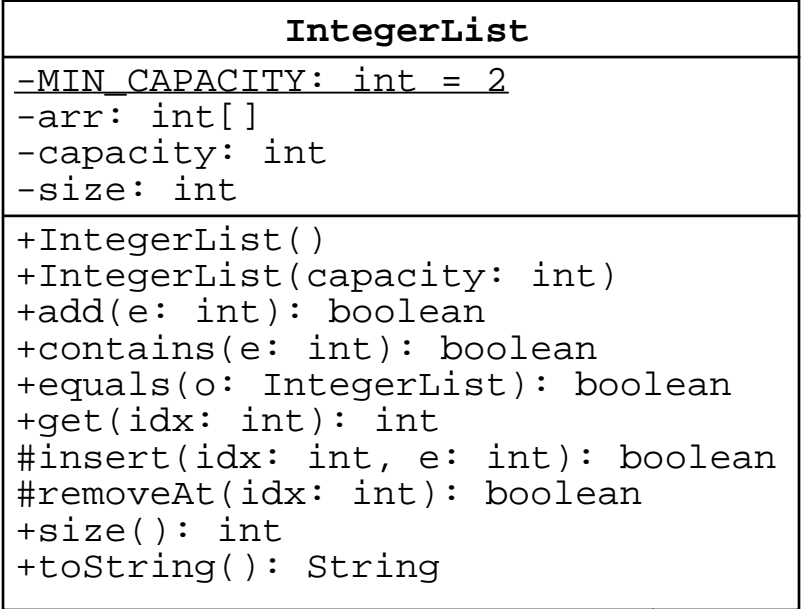 IntegerList
-MIN_CAPACITY: int = 2
-arr: int[]
-capacity: int
-size: int
+IntegerList()
+IntegerList(capacity: int)
+add(e: int): boolean
+contains(e: int): boolean
+equals(o: IntegerList): boolean
+get(idx: int): int
#insert(idx: int, e: int): boolean
#removeAt(idx: int): boolean
+size(): int
+toString(): String